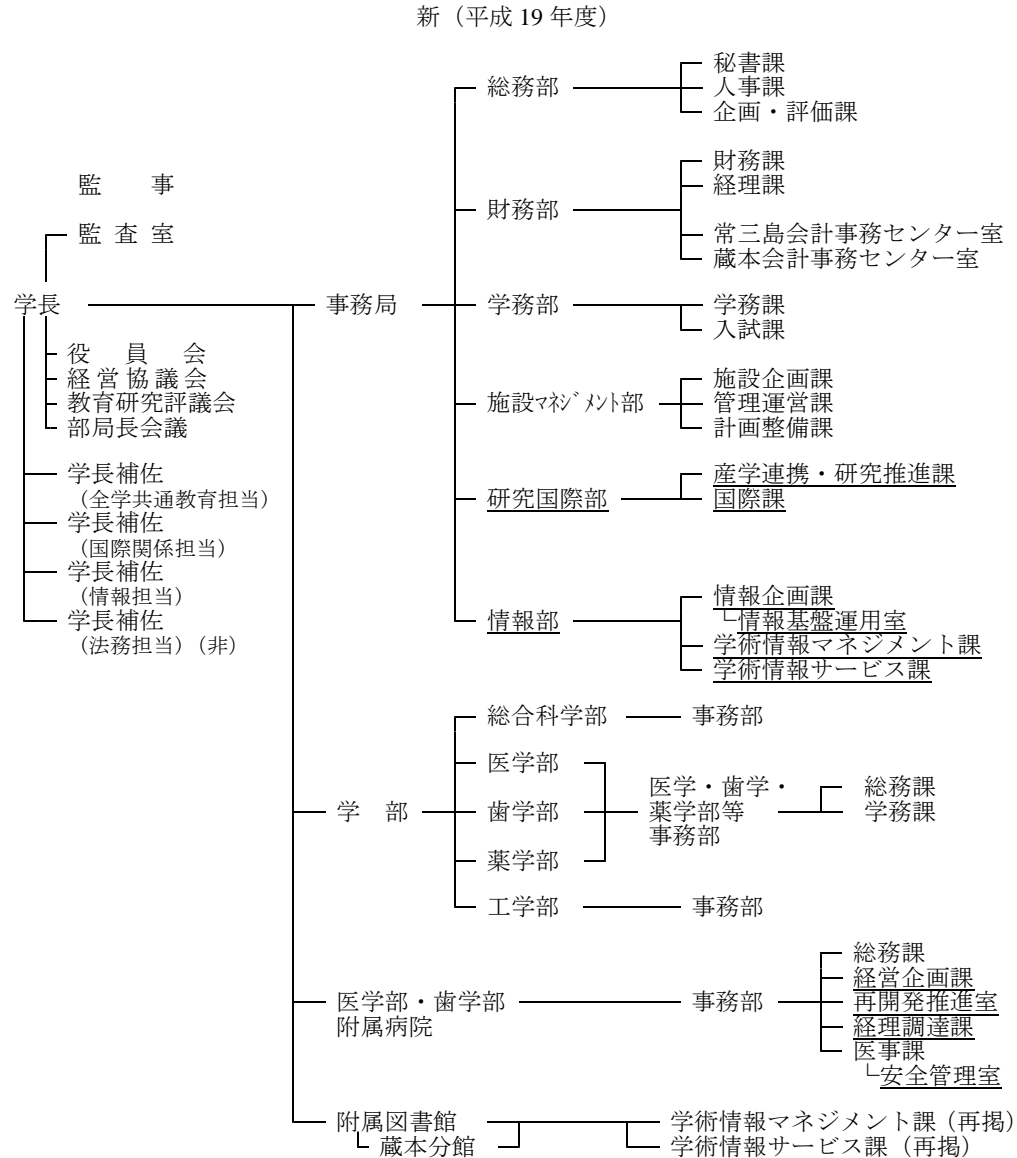 新（平成 19 年度）
秘書課
総務部
人事課
企画・評価課
財務課
監　事
経理課
財務部
監 査 室
常三島会計事務センター室
蔵本会計事務センター室
学長
事務局
学務部
学務課
入試課
役　員　会
経 営 協 議 会
教育研究評議会
部局長会議
施設企画課
施設ﾏﾈｼﾞﾒﾝﾄ部
管理運営課
計画整備課
学長補佐
（全学共通教育担当）
学長補佐
（国際関係担当）
学長補佐
（情報担当）
学長補佐
（法務担当）（非）
産学連携・研究推進課
研究国際部
国際課
情報企画課
└情報基盤運用室
情報部
学術情報マネジメント課
学術情報サービス課
総合科学部
事務部
医学部
学　部
歯学部
医学・歯学・
薬学部等
事務部
総務課
学務課
薬学部
工学部
事務部
総務課
経営企画課
医学部・歯学部
附属病院
事務部
再開発推進室
経理調達課
医事課
└安全管理室
附属図書館
└ 蔵本分館
学術情報マネジメント課（再掲）
学術情報サービス課（再掲）